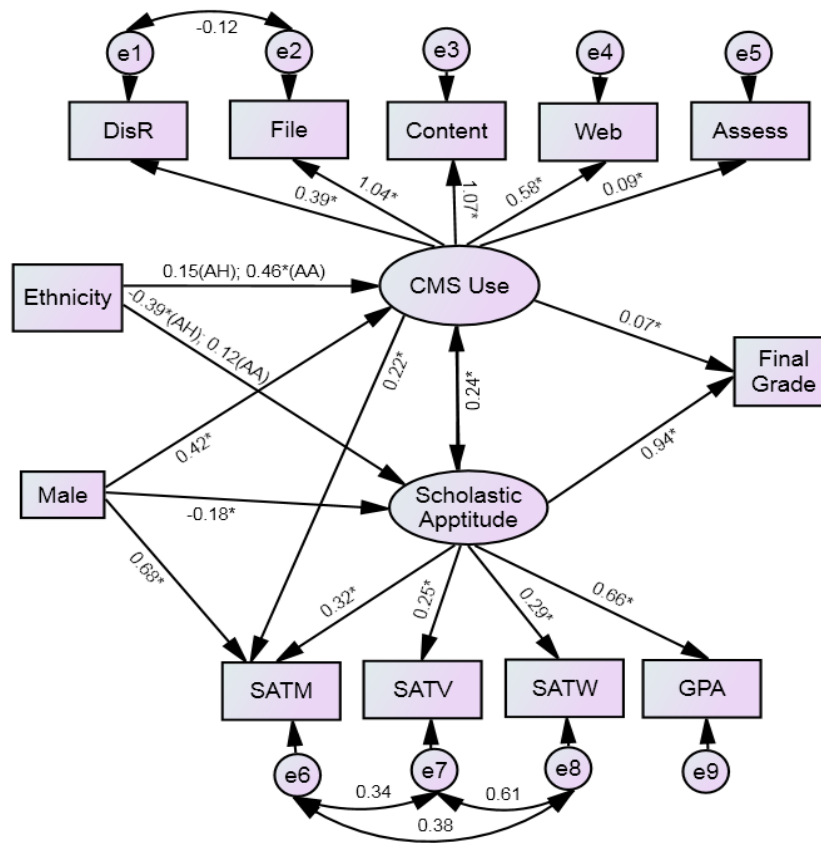 -0.12
e1
e2
e3
e4
e5
DisR
File
Content
Web
Assess
0.39*
1.04*
1.07*
0.58*
0.09*
Ethnicity
0.15(AH); 0.46*(AA)
CMS Use
-0.39*(AH); 0.12(AA)
0.22*
0.07*
Final
Grade
0.42*
0.24*
0.94*
Male
-0.18*
Scholastic
Apptitude
0.68*
0.32*
0.25*
0.29*
0.66*
SATM
SATV
SATW
GPA
e6
e7
e8
e9
0.34
0.61
0.38